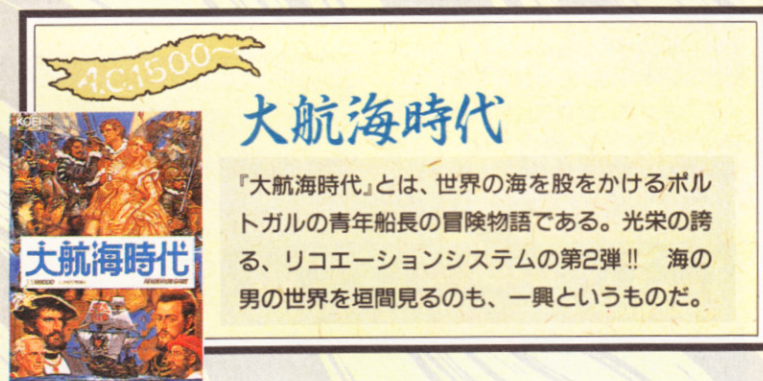 A.C.1500〜
大航海時代
『大航海時代』とは、世界の海を股をかけるポル
トガルの青年船長の冒険物語である。光栄の誇
る、リコエーションシステムの第2弾!!　海の
男の世界を垣間見るのも、一興というものだ。
KOEI
大航海時代